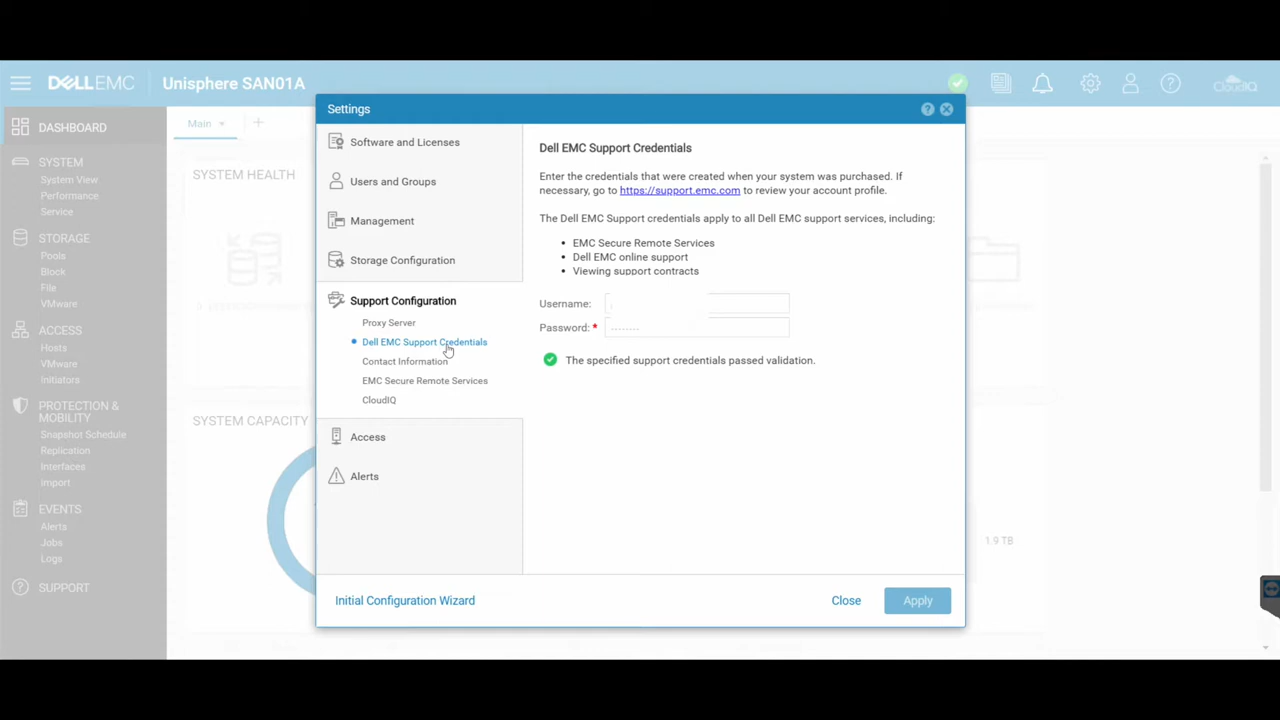 DELLEMC
Unisphere SAN01A
CloudIQ
Settings
DASHBOARD
SYSTEM
System View
Performance
Service
STORAGE
Pools
Block
File
VMware
ACCESS
Hosts
VMware
Initiators
PROTECTION &
MOBILITY
Snapshot Schedule
Replication
Interfaces
Import
EVENTS
Alerts
Jobs
Logs
SUPPORT
Main
SYSTEM HEALTH
SYSTEM CAPACITY
1.9 TB
Software and Licenses
Users and Groups
Management
Storage Configuration
Support Configuration
Proxy Server
Dell EMC Support Credentials
Contact Information
EMC Secure Remote Services
CloudIQ
Access
Alerts
Dell EMC Support Credentials
Enter the credentials that were created when your system was purchased. If
necessary, go to https://support.emc.com to review your account profile.
The Dell EMC Support credentials apply to all Dell EMC support services, including:
• EMC Secure Remote Services
• Dell EMC online support
• Viewing support contracts
Username:
Password:* ........
The specified support credentials passed validation.
Initial Configuration Wizard
Close
Apply